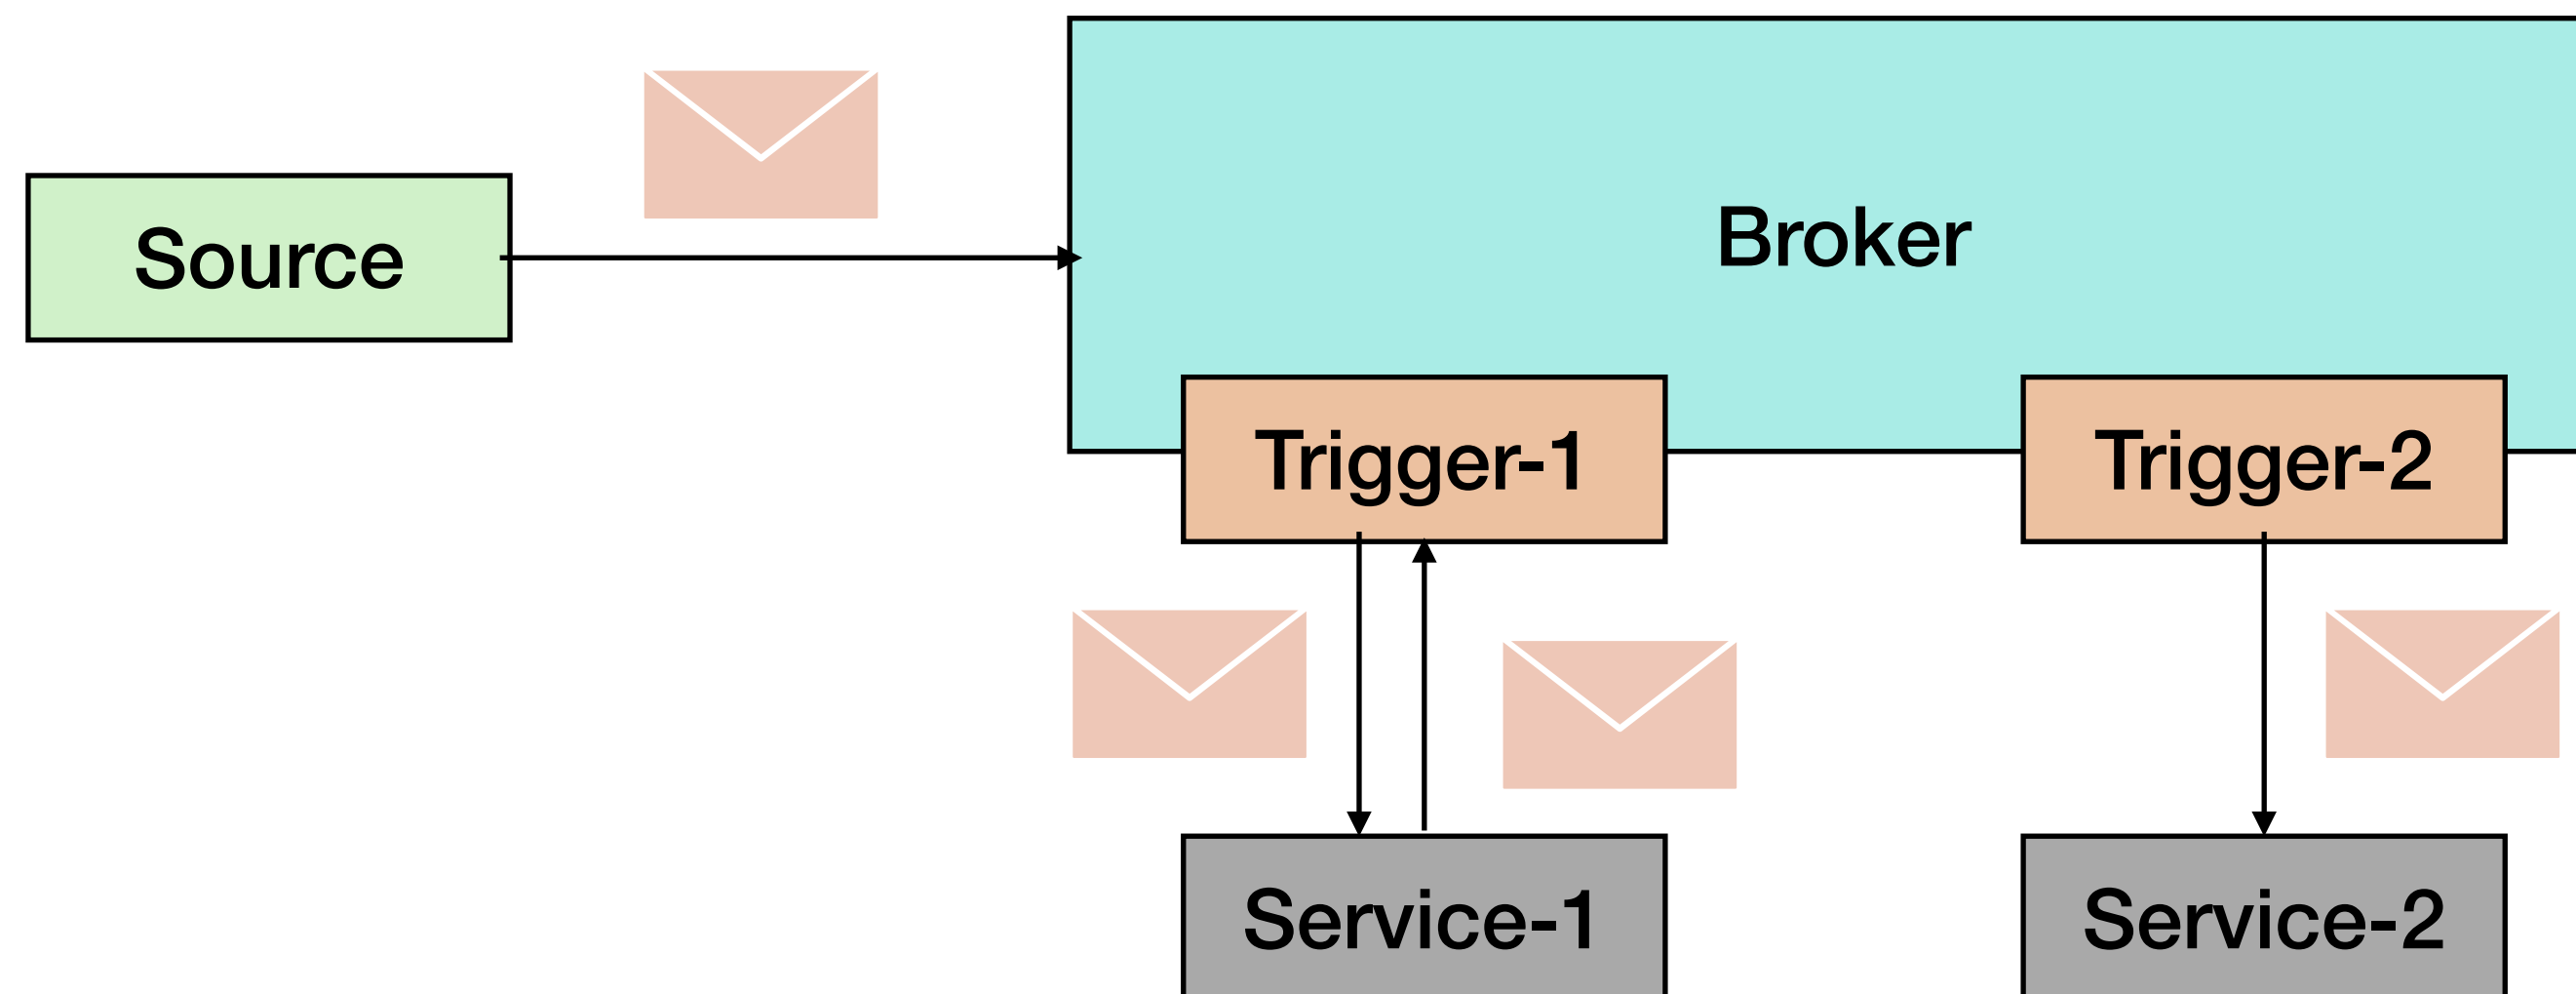 Source
Broker
Trigger-1
Trigger-2
Service-1
Service-2